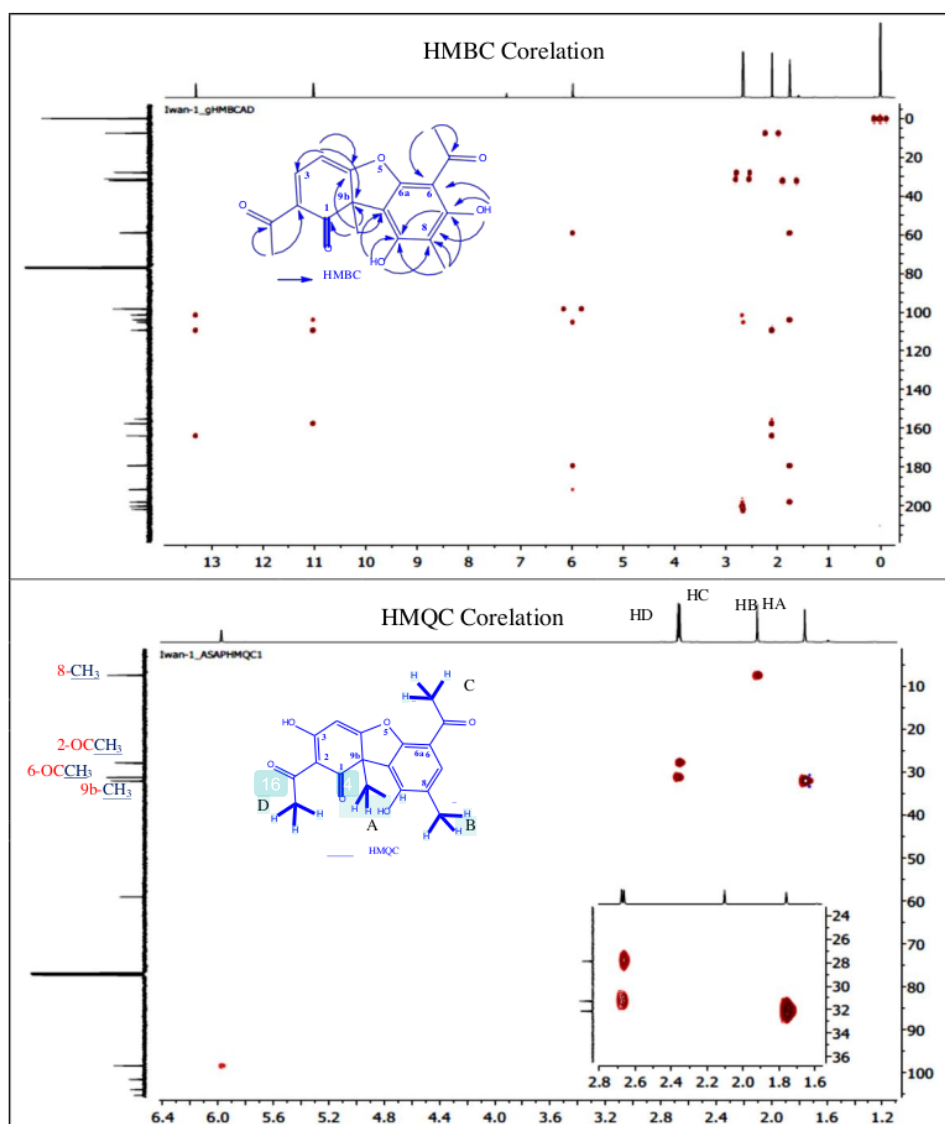 HMBC Corelation
Iwan-1_gHMBCAD
O
O
3
5
9b
6a
6
1
OH
8
O
O
HO
HMBC
0
20
40
60
80
100
120
140
160
180
200
13 12 11 10 9 8 7 6 5 4 3 2 1 0
HMQC Corelation
HD HC HB HA
Iwan-1_ASAPHMQC1
8-CH3
2-OCCH3
6-OCCH3
9b-CH3
H H C
H
O
HO
3
O
5
6a 6
2
9b
1
8
O
16
O
4
H
HO
D
H H H
H H
A
H H H
B
HMQC
10
20
30
40
50
60
70
80
90
100
24
26
28
30
32
34
36
2.8 2.6 2.4 2.2 2.0 1.8 1.6
6.4 6.0 5.6 5.2 4.8 4.4 4.0 3.6 3.2 2.8 2.4 2.0 1.6 1.2